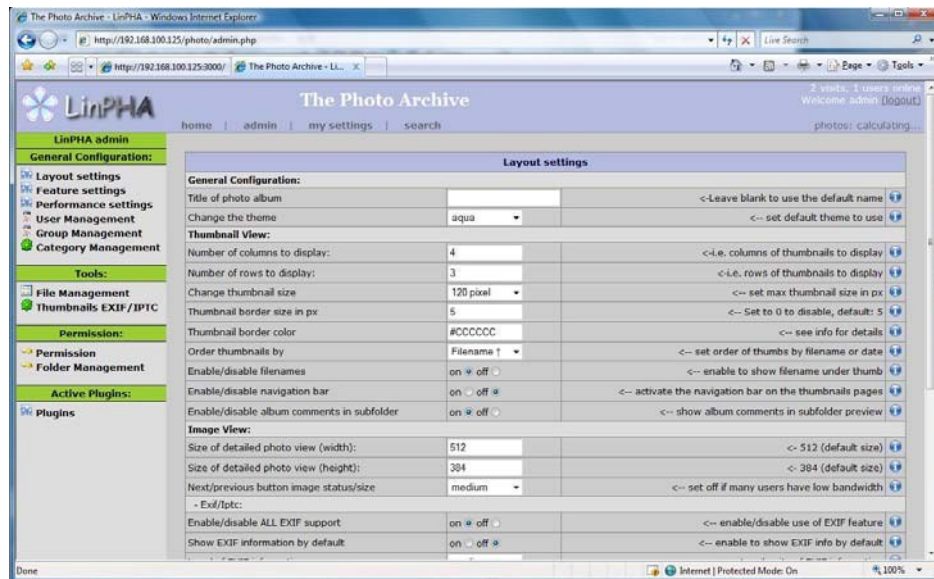 The Photo Archive - LinPHA - Windows Internet Explorer
http://192.168.100.125/photo/admin.php
Live Search
http://192.168.100.125:3000/
The Photo Archive - Li...
Page
Tools
LinPHA
The Photo Archive
2 visits, 1 users online
Welcome admin (logout)
home | admin | my settings | search
photos: calculating...
LinPHA admin
General Configuration:
Layout settings
Feature settings
Performance settings
User Management
Group Management
Category Management
Tools:
File Management
Thumbnails EXIF/IPTC
Permission:
Permission
Folder Management
Active Plugins:
Plugins
Layout settings
General Configuration:
Title of photo album <-Leave blank to use the default name
Change the theme aqua <-- set default theme to use
Thumbnail View:
Number of columns to display: 4 <-i.e. columns of thumbnails to display
Number of rows to display: 3 <-i.e. rows of thumbnails to display
Change thumbnail size 120 pixel <-- set max thumbnail size in px
Thumbnail border size in px 5 <-- Set to 0 to disable, default: 5
Thumbnail border color #CCCCCC <-- see info for details
Order thumbnails by Filename ↑ <-- set order of thumbs by filename or date
Enable/disable filenames on off <-- enable to show filename under thumb
Enable/disable navigation bar on off <-- activate the navigation bar on the thumbnails pages
Enable/disable album comments in subfolder on off <-- show album comments in subfolder preview
Image View:
Size of detailed photo view (width): 512 <- 512 (default size)
Size of detailed photo view (height): 384 <- 384 (default size)
Next/previous button image status/size medium <-- set off if many users have low bandwidth
- Exif/Iptc:
Enable/disable ALL EXIF support on off <-- enable/disable use of EXIF feature
Show EXIF information by default on off <-- enable to show EXIF info by default
Done
Internet | Protected Mode: On
100%